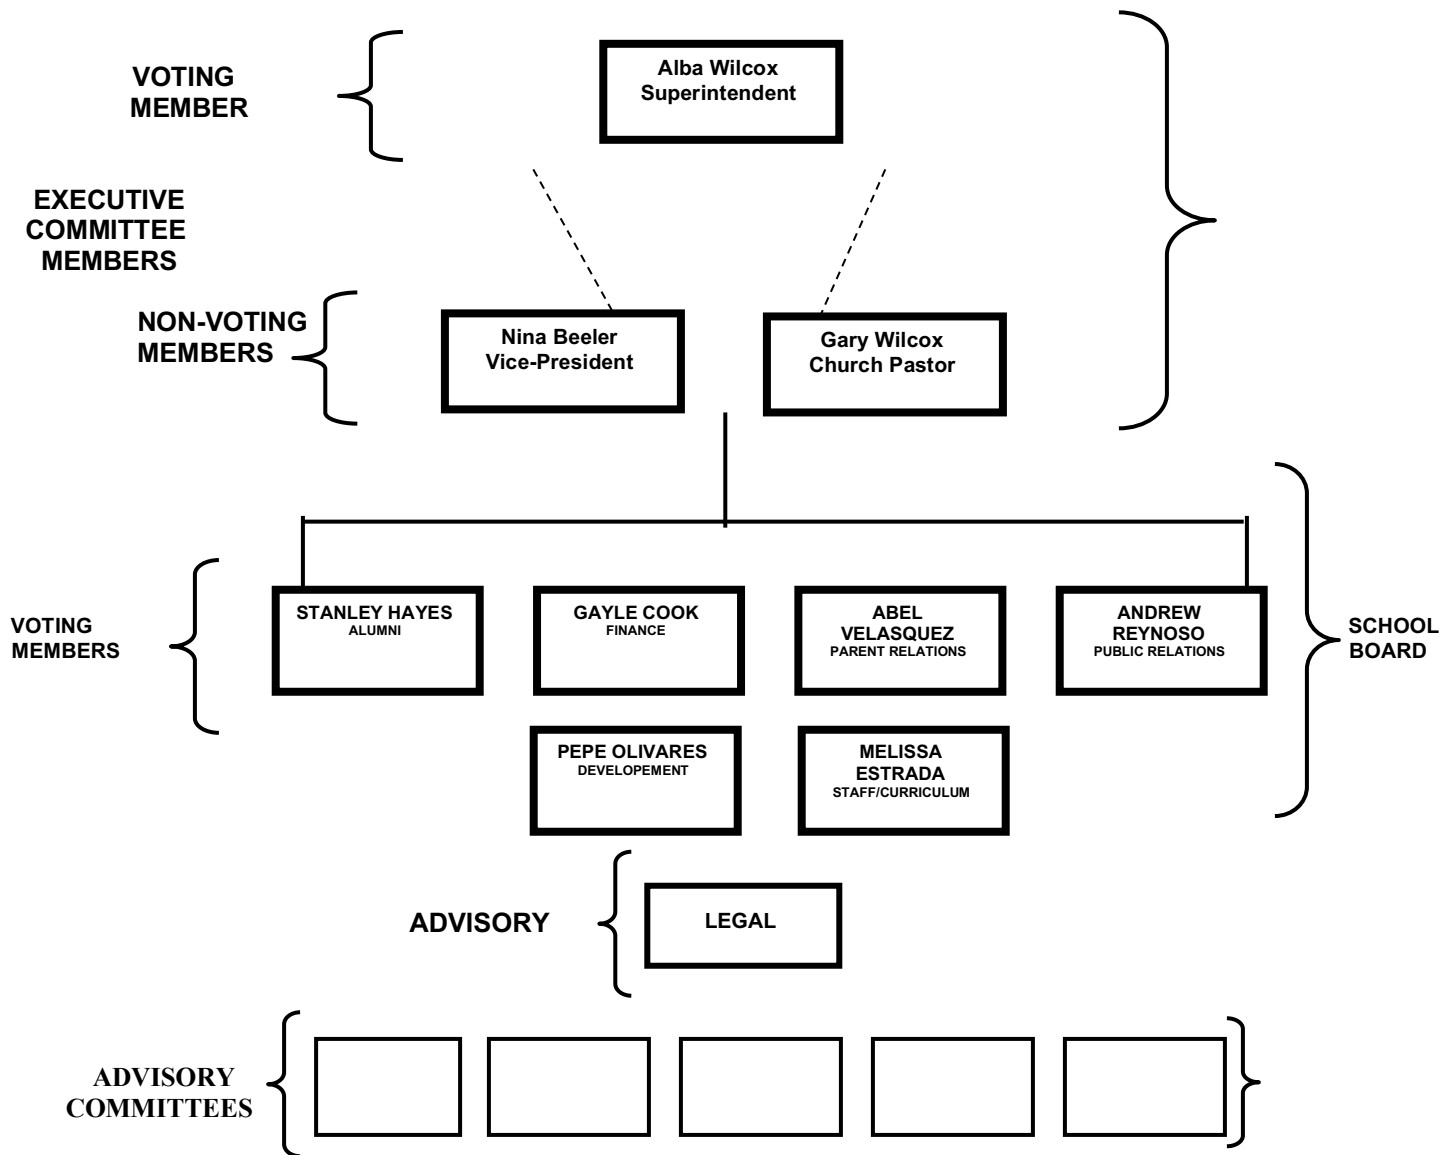 VOTING
MEMBER
Alba Wilcox
Superintendent
EXECUTIVE
COMMITTEE
MEMBERS
NON-VOTING
MEMBERS
Nina Beeler
Vice-President
Gary Wilcox
Church Pastor
VOTING
MEMBERS
STANLEY HAYES
ALUMNI
GAYLE COOK
FINANCE
ABEL
VELASQUEZ
PARENT RELATIONS
ANDREW
REYNOSO
PUBLIC RELATIONS
SCHOOL
BOARD
PEPE OLIVARES
DEVELOPEMENT
MELISSA
ESTRADA
STAFF/CURRICULUM
ADVISORY
LEGAL
ADVISORY
COMMITTEES